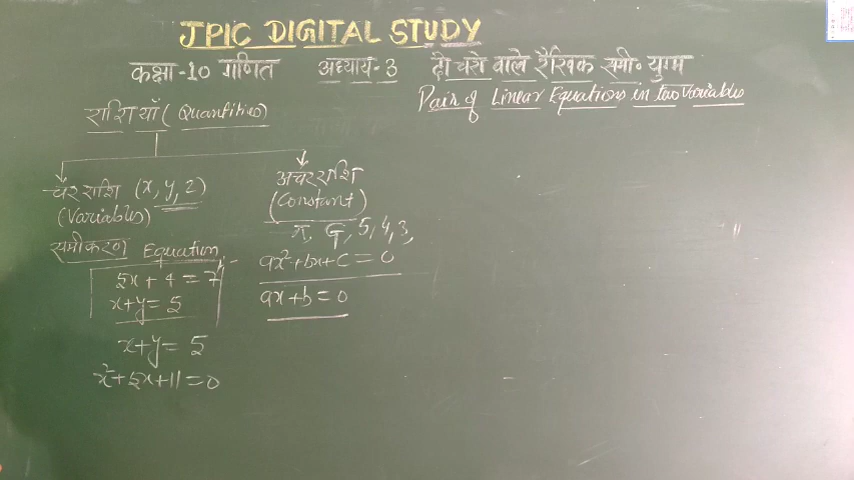 JPIC DIGITAL STUDY
कक्षा-10 गणित अध्याय-3 दो चरो वाले रैखिक समी० युग्म
Pair of Linear Equations in two Variables
राशियाँ (Quantities)
चर राशि (x, y, z)
(Variables)
अचर राशि
(Constant)
π, G, 5, 4, 3,
समीकरण Equation
5x + 4 = 7
x+y = 5
ax²+bx+c = 0
ax+b = 0
x+y = 5
x²+5x+11=0